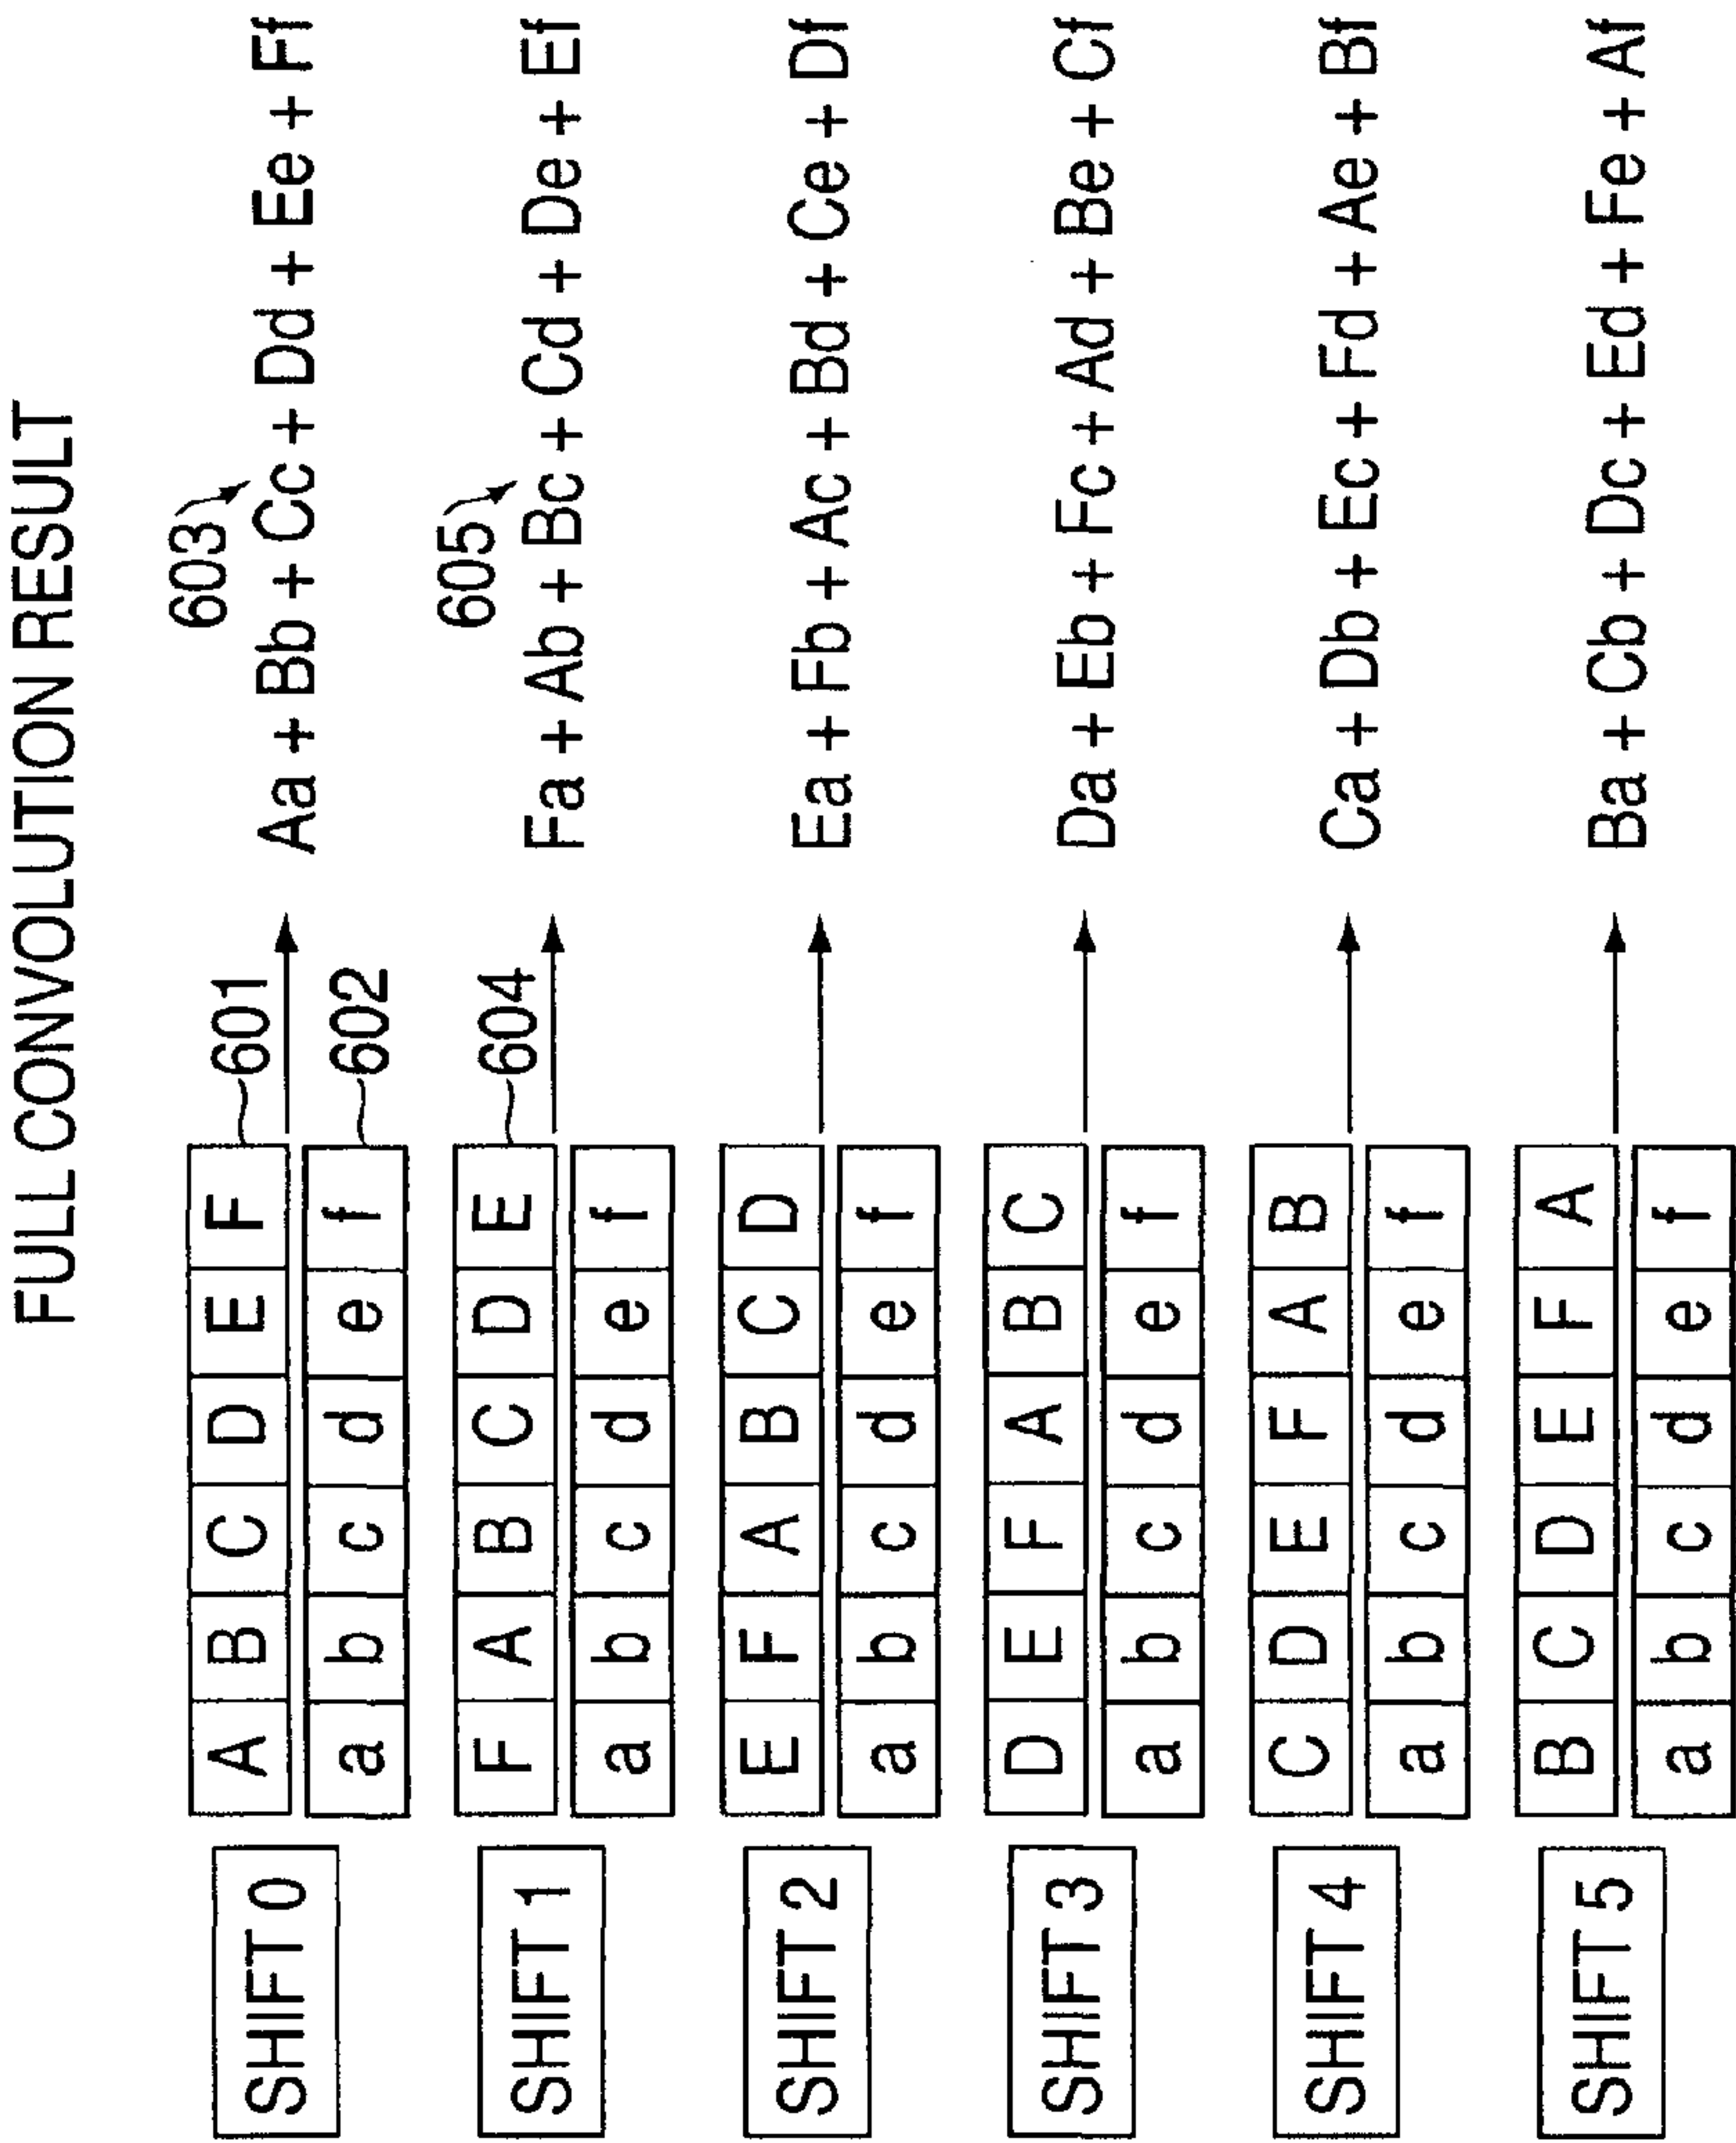 FULL CONVOLUTION RESULT
603
SHIFT 0
A B C D E F
601
Aa + Bb + Cc + Dd + Ee + Ff
a b c d e f
602
605
SHIFT 1
F A B C D E
604
Fa + Ab + Bc + Cd + De + Ef
a b c d e f
SHIFT 2
E F A B C D
Ea + Fb + Ac + Bd + Ce + Df
a b c d e f
SHIFT 3
D E F A B C
Da + Eb + Fc + Ad + Be + Cf
a b c d e f
SHIFT 4
C D E F A B
Ca + Db + Ec + Fd + Ae + Bf
a b c d e f
SHIFT 5
B C D E F A
Ba + Cb + Dc + Ed + Fe + Af
a b c d e f